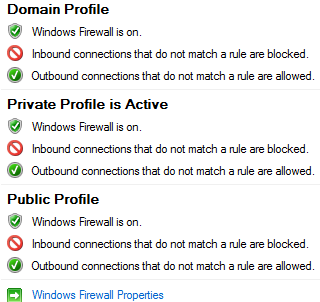 Domain Profile
Windows Firewall is on.
Inbound connections that do not match a rule are blocked.
Outbound connections that do not match a rule are allowed.
Private Profile is Active
Windows Firewall is on.
Inbound connections that do not match a rule are blocked.
Outbound connections that do not match a rule are allowed.
Public Profile
Windows Firewall is on.
Inbound connections that do not match a rule are blocked.
Outbound connections that do not match a rule are allowed.
Windows Firewall Properties